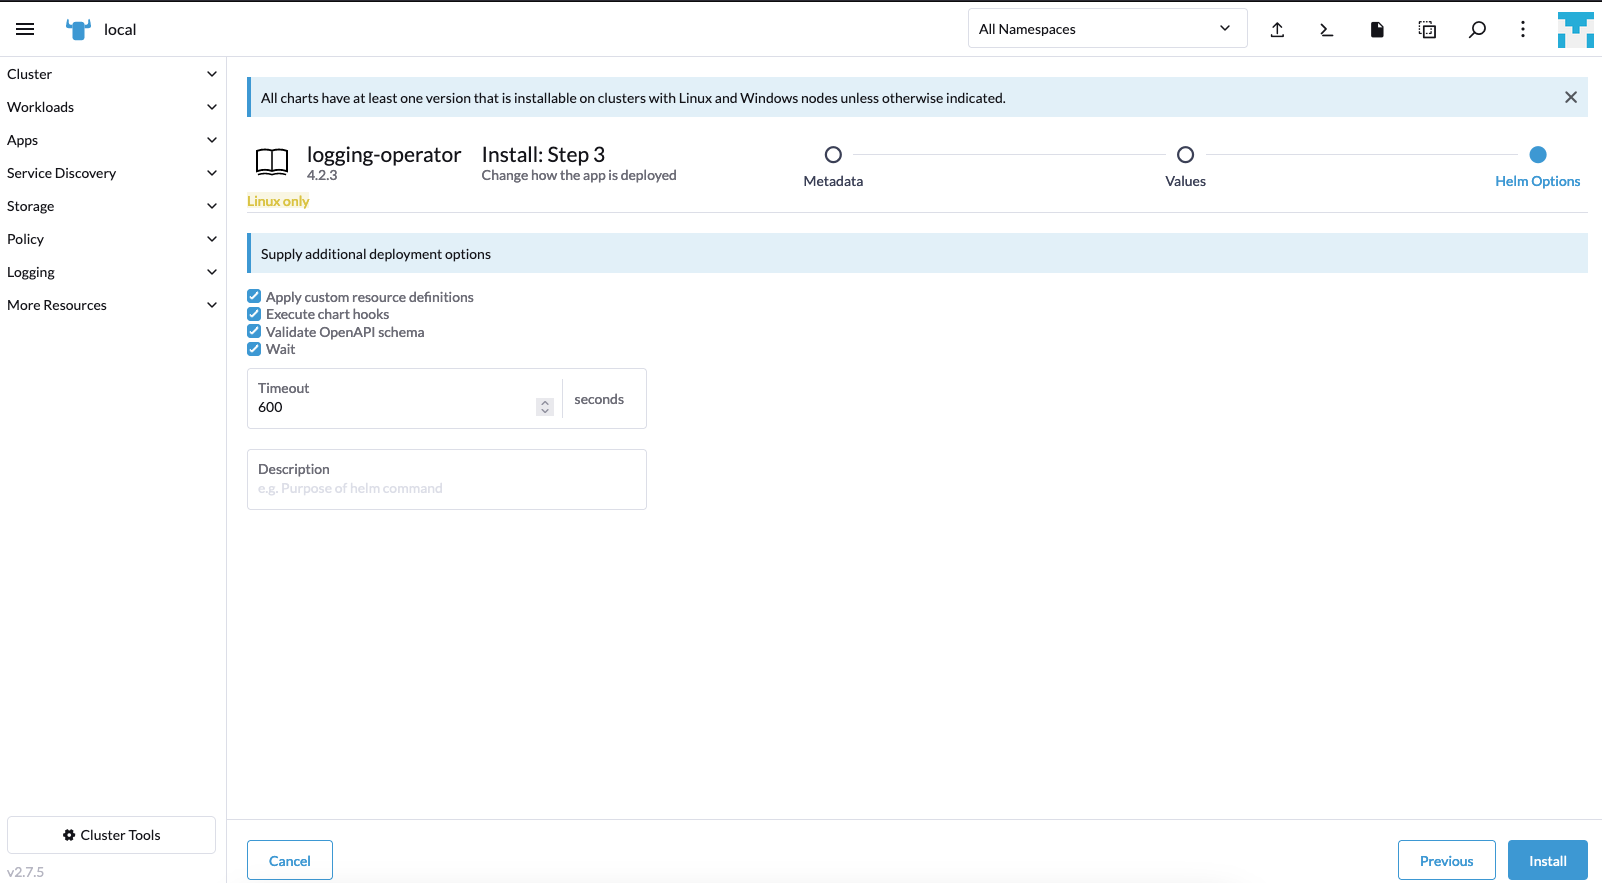 local
All Namespaces
Cluster
Workloads
Apps
Service Discovery
Storage
Policy
Logging
More Resources
Cluster Tools
v2.7.5
All charts have at least one version that is installable on clusters with Linux and Windows nodes unless otherwise indicated.
logging-operator
4.2.3
Linux only
Install: Step 3
Change how the app is deployed
Metadata
Values
Helm Options
Supply additional deployment options
Apply custom resource definitions
Execute chart hooks
Validate OpenAPI schema
Wait
Timeout
600
seconds
Description
e.g. Purpose of helm command
Cancel
Previous
Install